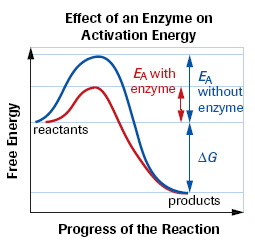 Effect of an Enzyme on
Activation Energy
EA with
enzyme
EA
without
enzyme
reactants
ΔG
products
Free Energy
Progress of the Reaction